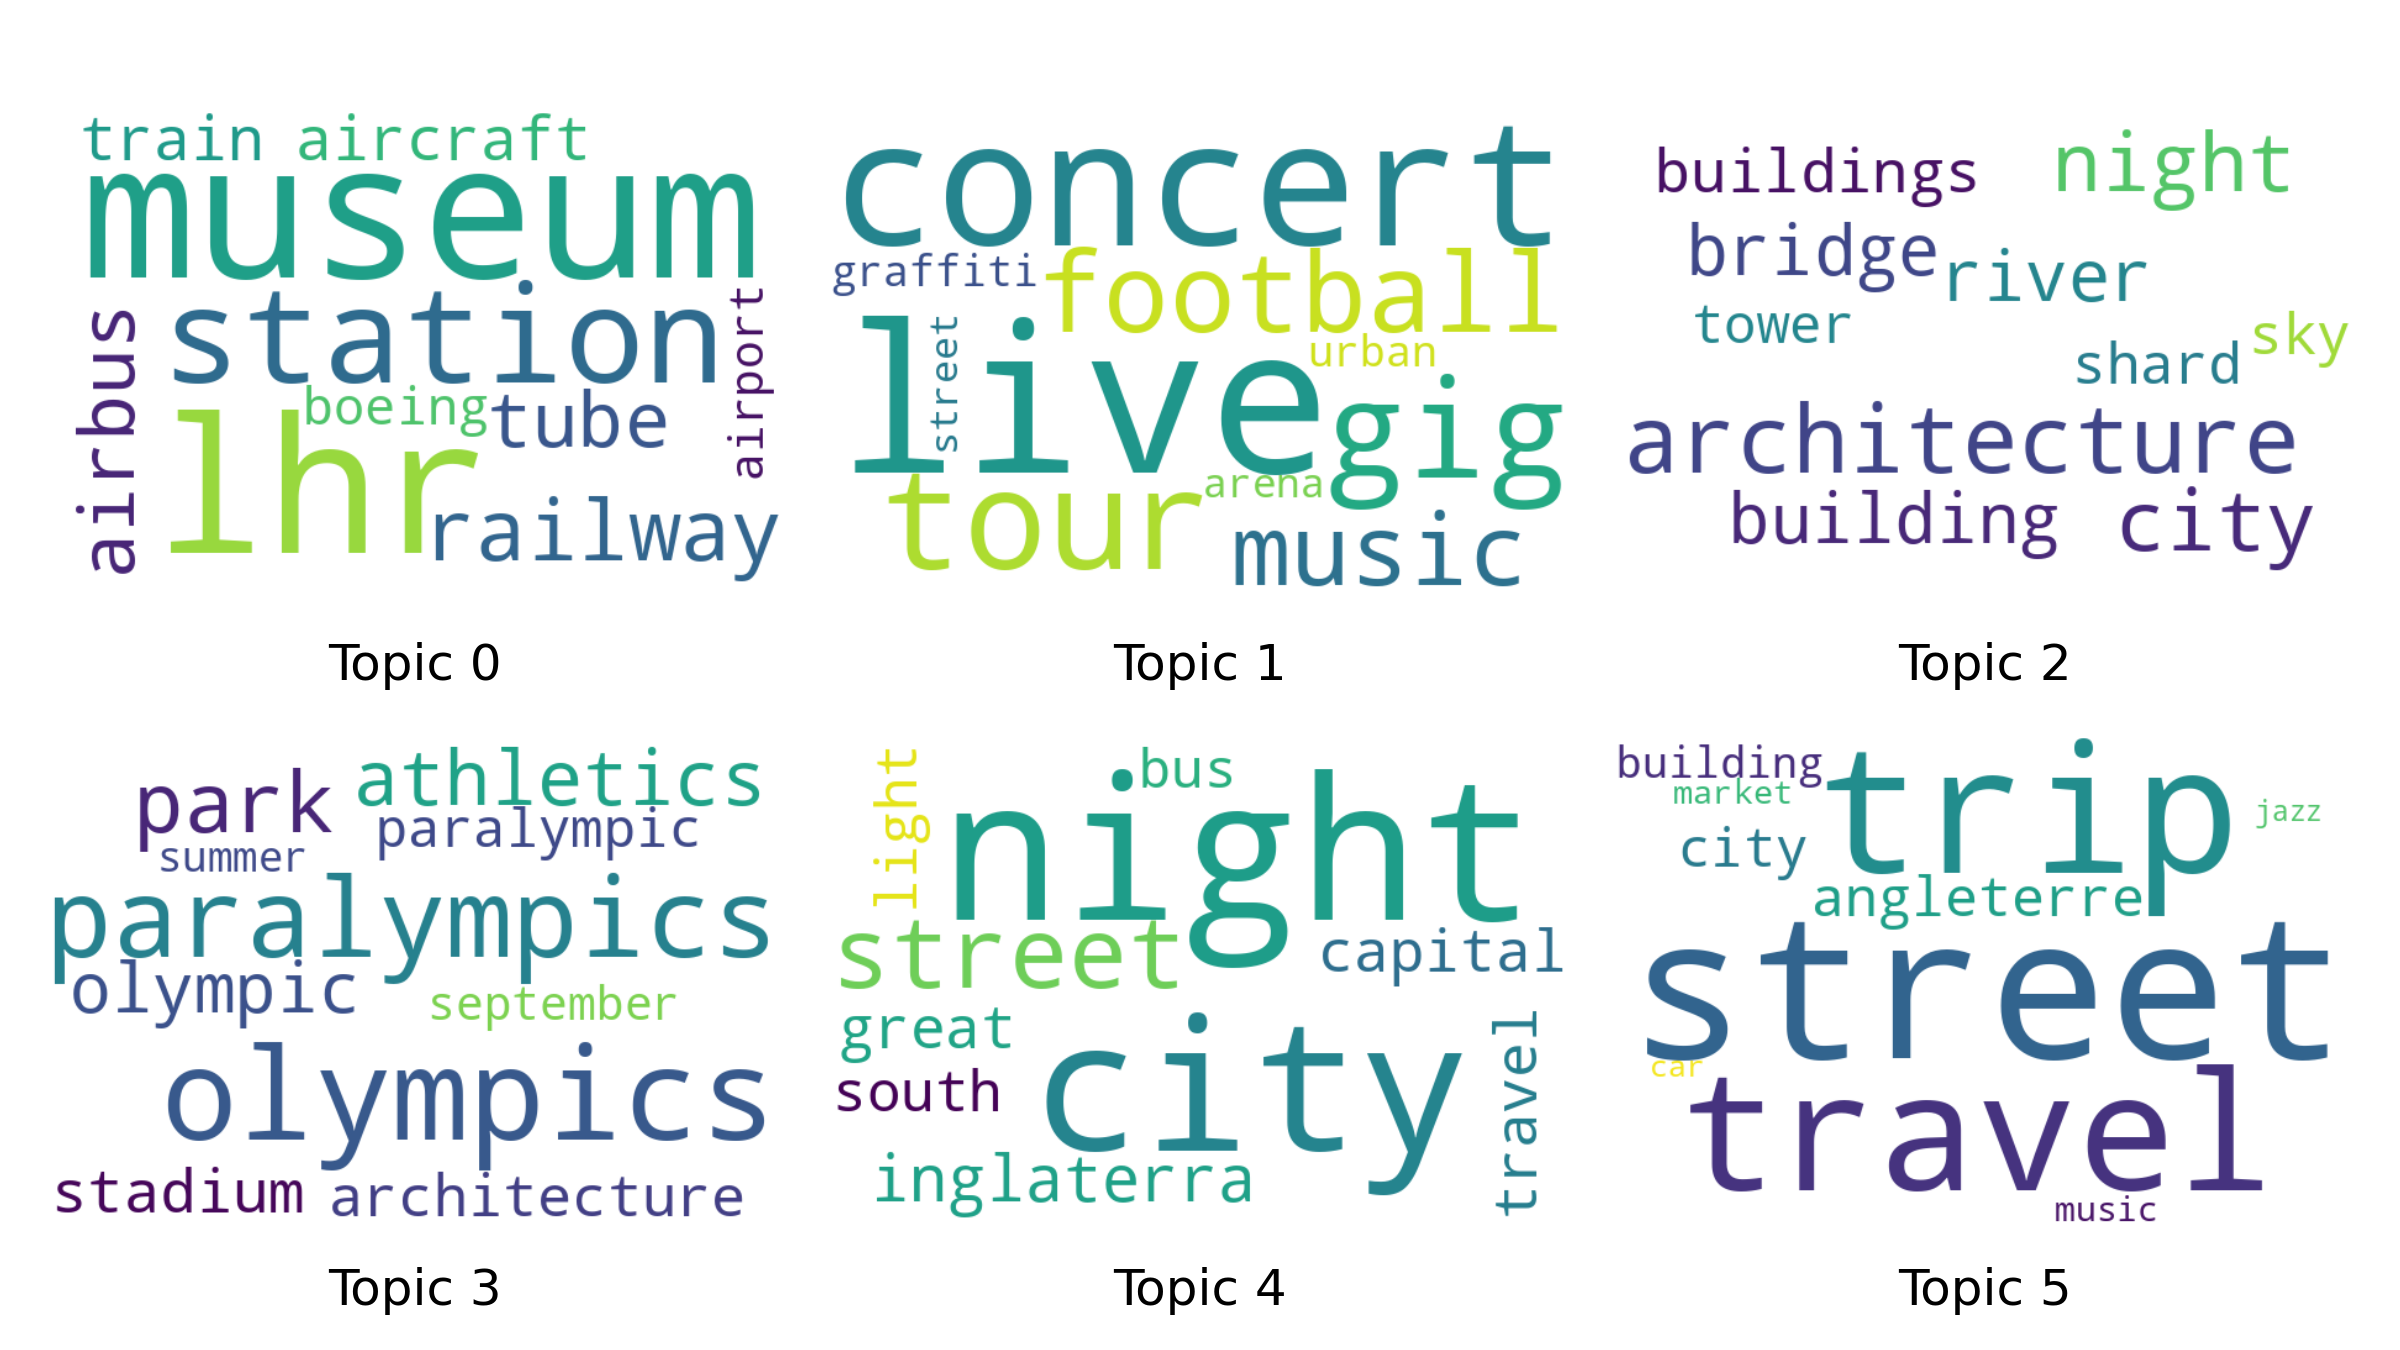 train aircraft
museum
station
airbus
airport
boeing
tube
lhr
railway
Topic 0
concert
graffiti
football
live
street
urban
gig
arena
tour
music
Topic 1
buildings
night
bridge
river
tower
sky
shard
architecture
building
city
Topic 2
athletics
park
paralympic
summer
paralympics
olympic
september
olympics
stadium
architecture
Topic 3
bus
light
night
street
capital
great
city
south
travel
inglaterra
Topic 4
building
trip
market
jazz
city
angleterre
street
car
travel
music
Topic 5